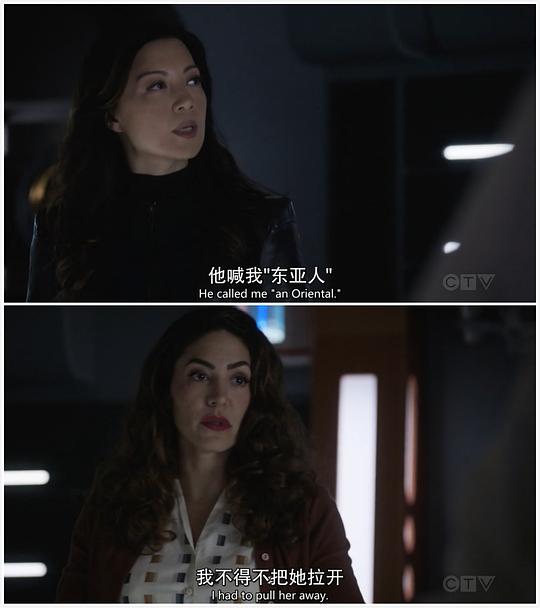 他喊我"东亚人"
He called me "an Oriental."
CTV
我不得不把她拉开
I had to pull her away.
CTV